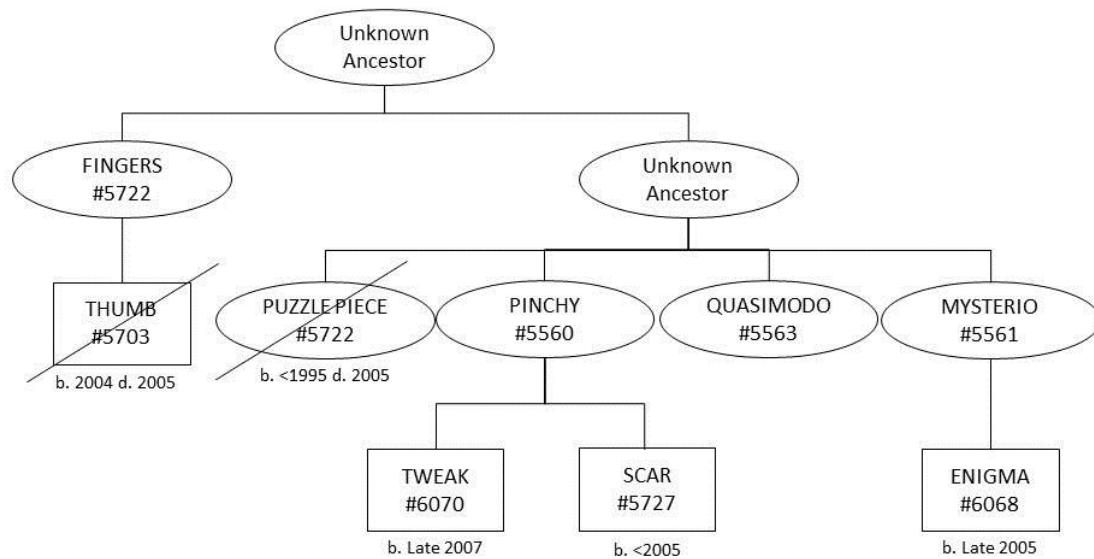 Unknown
Ancestor
FINGERS
#5722
Unknown
Ancestor
THUMB
#5703
b. 2004 d. 2005
PUZZLE PIECE
#5722
b. <1995 d. 2005
PINCHY
#5560
QUASIMODO
#5563
MYSTERIO
#5561
TWEAK
#6070
b. Late 2007
SCAR
#5727
b. <2005
ENIGMA
#6068
b. Late 2005